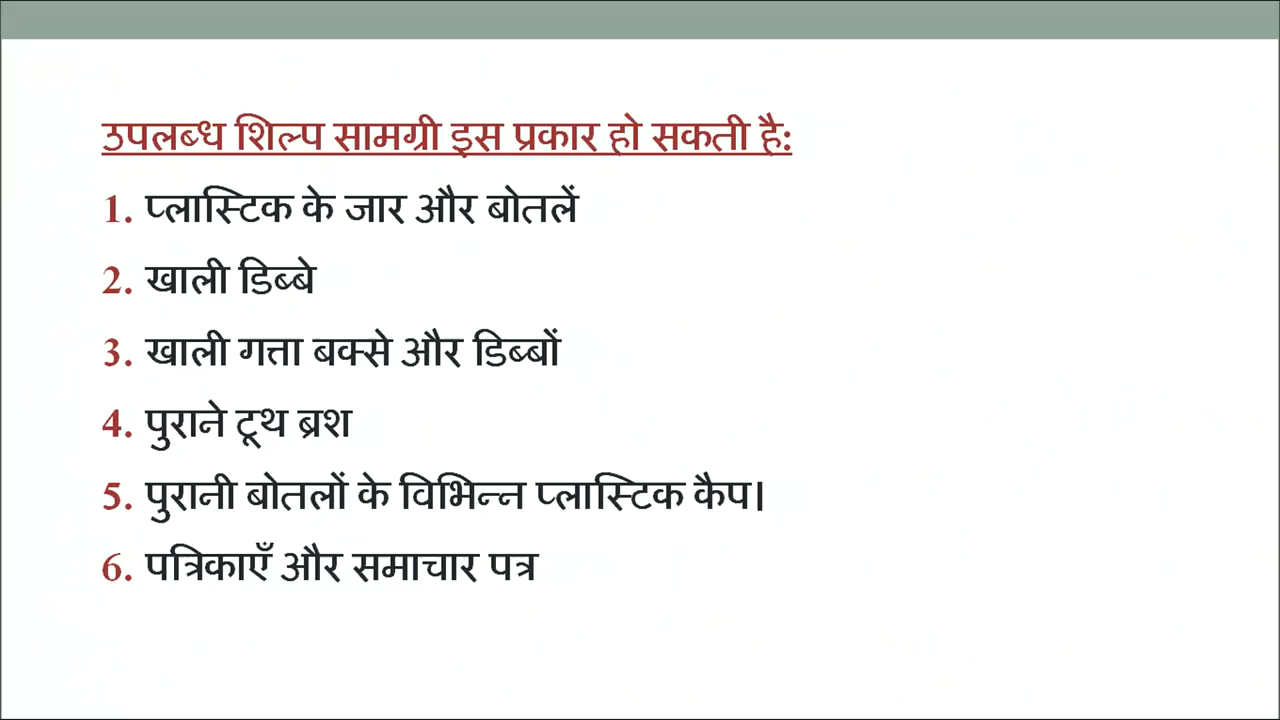 उपलब्ध शिल्प सामग्री इस प्रकार हो सकती है:
1. प्लास्टिक के जार और बोतलें
2. खाली डिब्बे
3. खाली गत्ता बक्से और डिब्बों
4. पुराने टूथ ब्रश
5. पुरानी बोतलों के विभिन्न प्लास्टिक कैप।
6. पत्रिकाएँ और समाचार पत्र